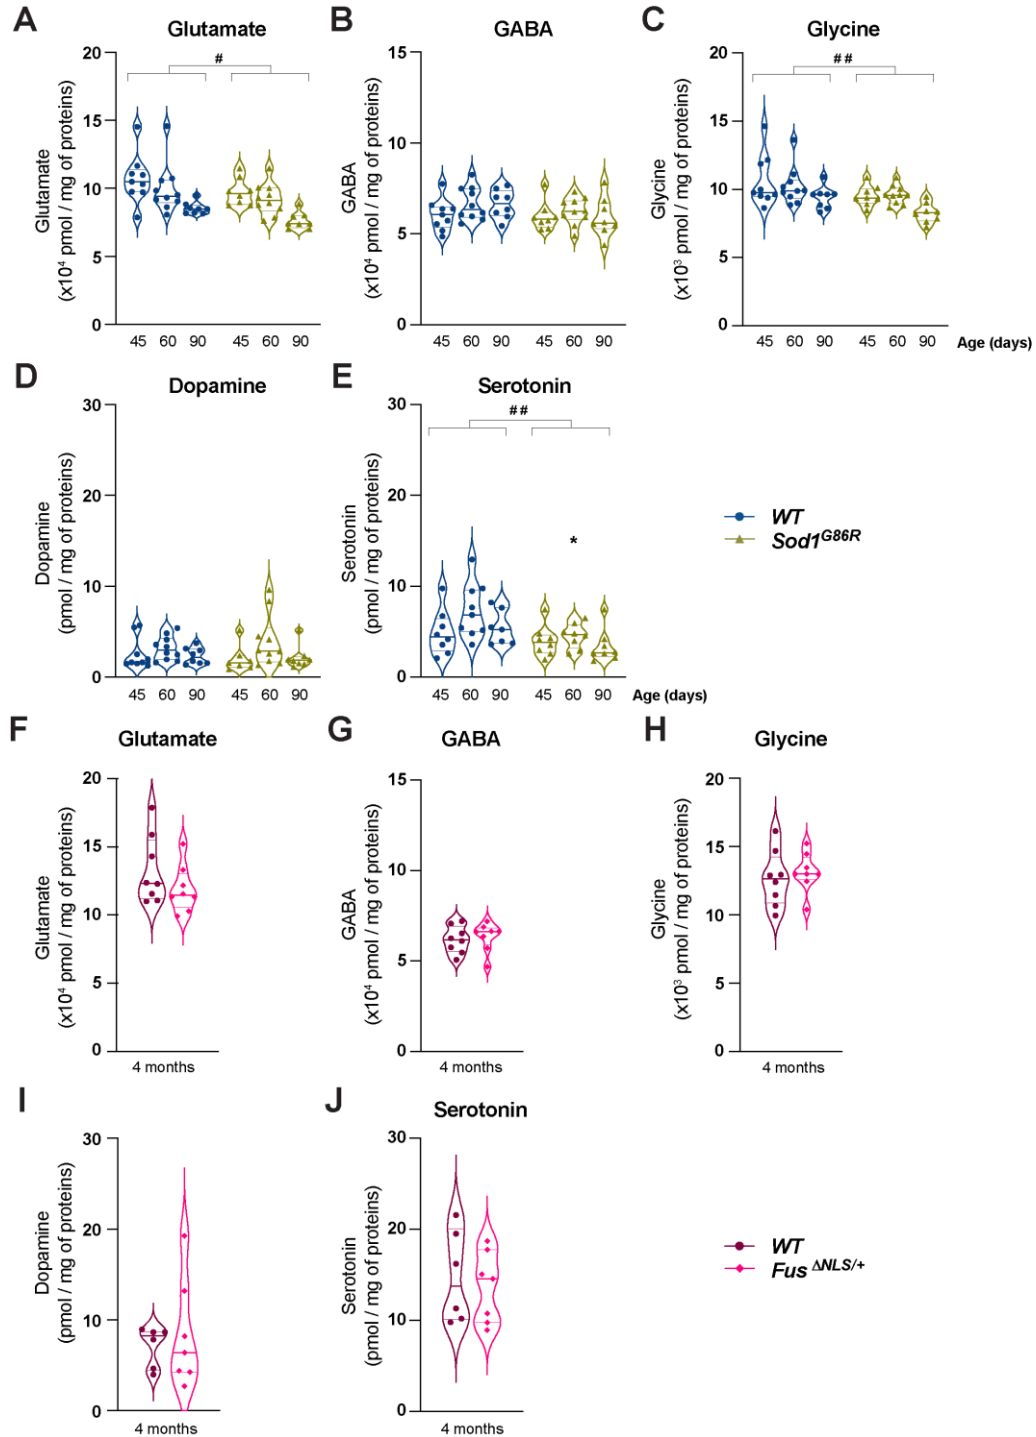 A
Glutamate
Glutamate
(x10⁴ pmol / mg of proteins)
20
15
10
5
0
#
45 60 90 45 60 90
B
GABA
GABA
(x10⁴ pmol / mg of proteins)
15
10
5
0
45 60 90 45 60 90
C
Glycine
Glycine
(x10³ pmol / mg of proteins)
20
15
10
5
0
##
45 60 90 45 60 90 Age (days)
D
Dopamine
Dopamine
(pmol / mg of proteins)
30
20
10
0
45 60 90 45 60 90
E
Serotonin
Serotonin
(pmol / mg of proteins)
30
20
10
0
##
*
45 60 90 45 60 90 Age (days)
WT
Sod1ᴳ⁸⁶ᴿ
F
Glutamate
Glutamate
(x10⁴ pmol / mg of proteins)
20
15
10
5
0
4 months
G
GABA
GABA
(x10⁴ pmol / mg of proteins)
15
10
5
0
4 months
H
Glycine
Glycine
(x10³ pmol / mg of proteins)
20
15
10
5
0
4 months
I
Dopamine
(pmol / mg of proteins)
30
20
10
0
4 months
J
Serotonin
Serotonin
(pmol / mg of proteins)
30
20
10
0
4 months
WT
Fus ΔNLS/+